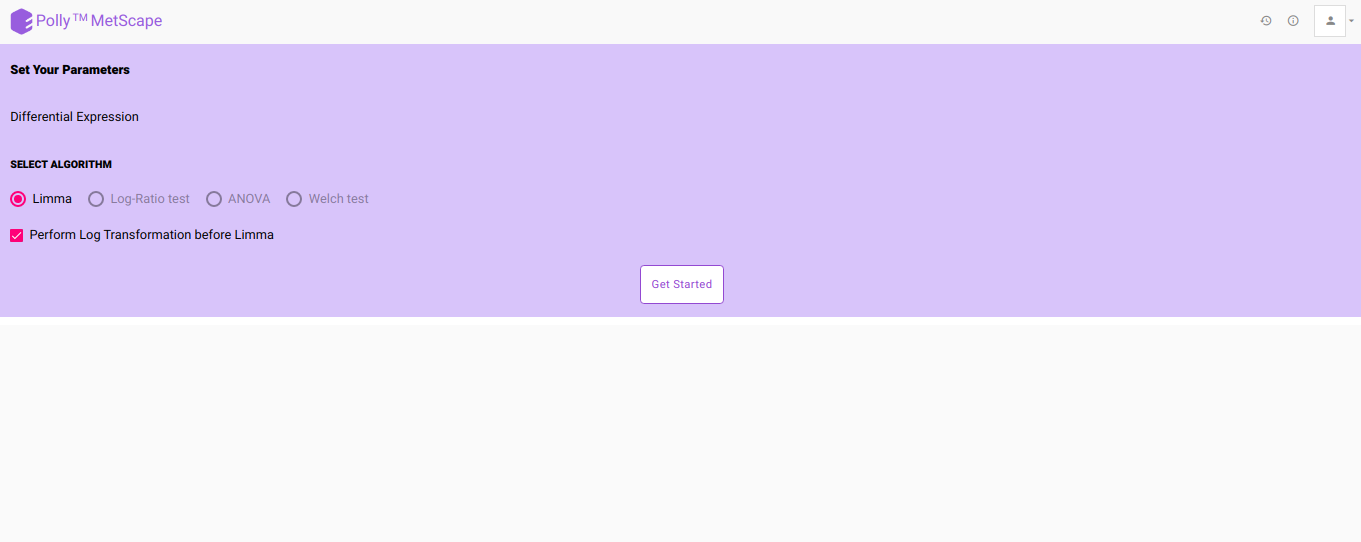 Polly™ MetScape
Set Your Parameters
Differential Expression
SELECT ALGORITHM
Limma Log-Ratio test ANOVA Welch test
Perform Log Transformation before Limma
Get Started